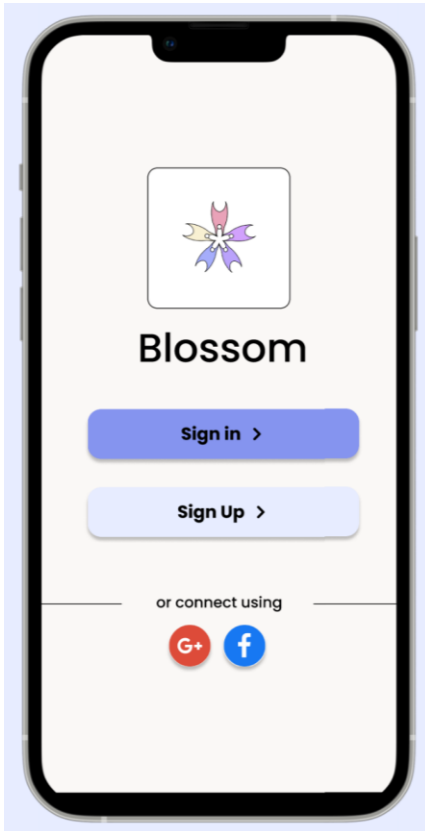 Blossom
Sign in >
Sign Up >
or connect using
G+ f